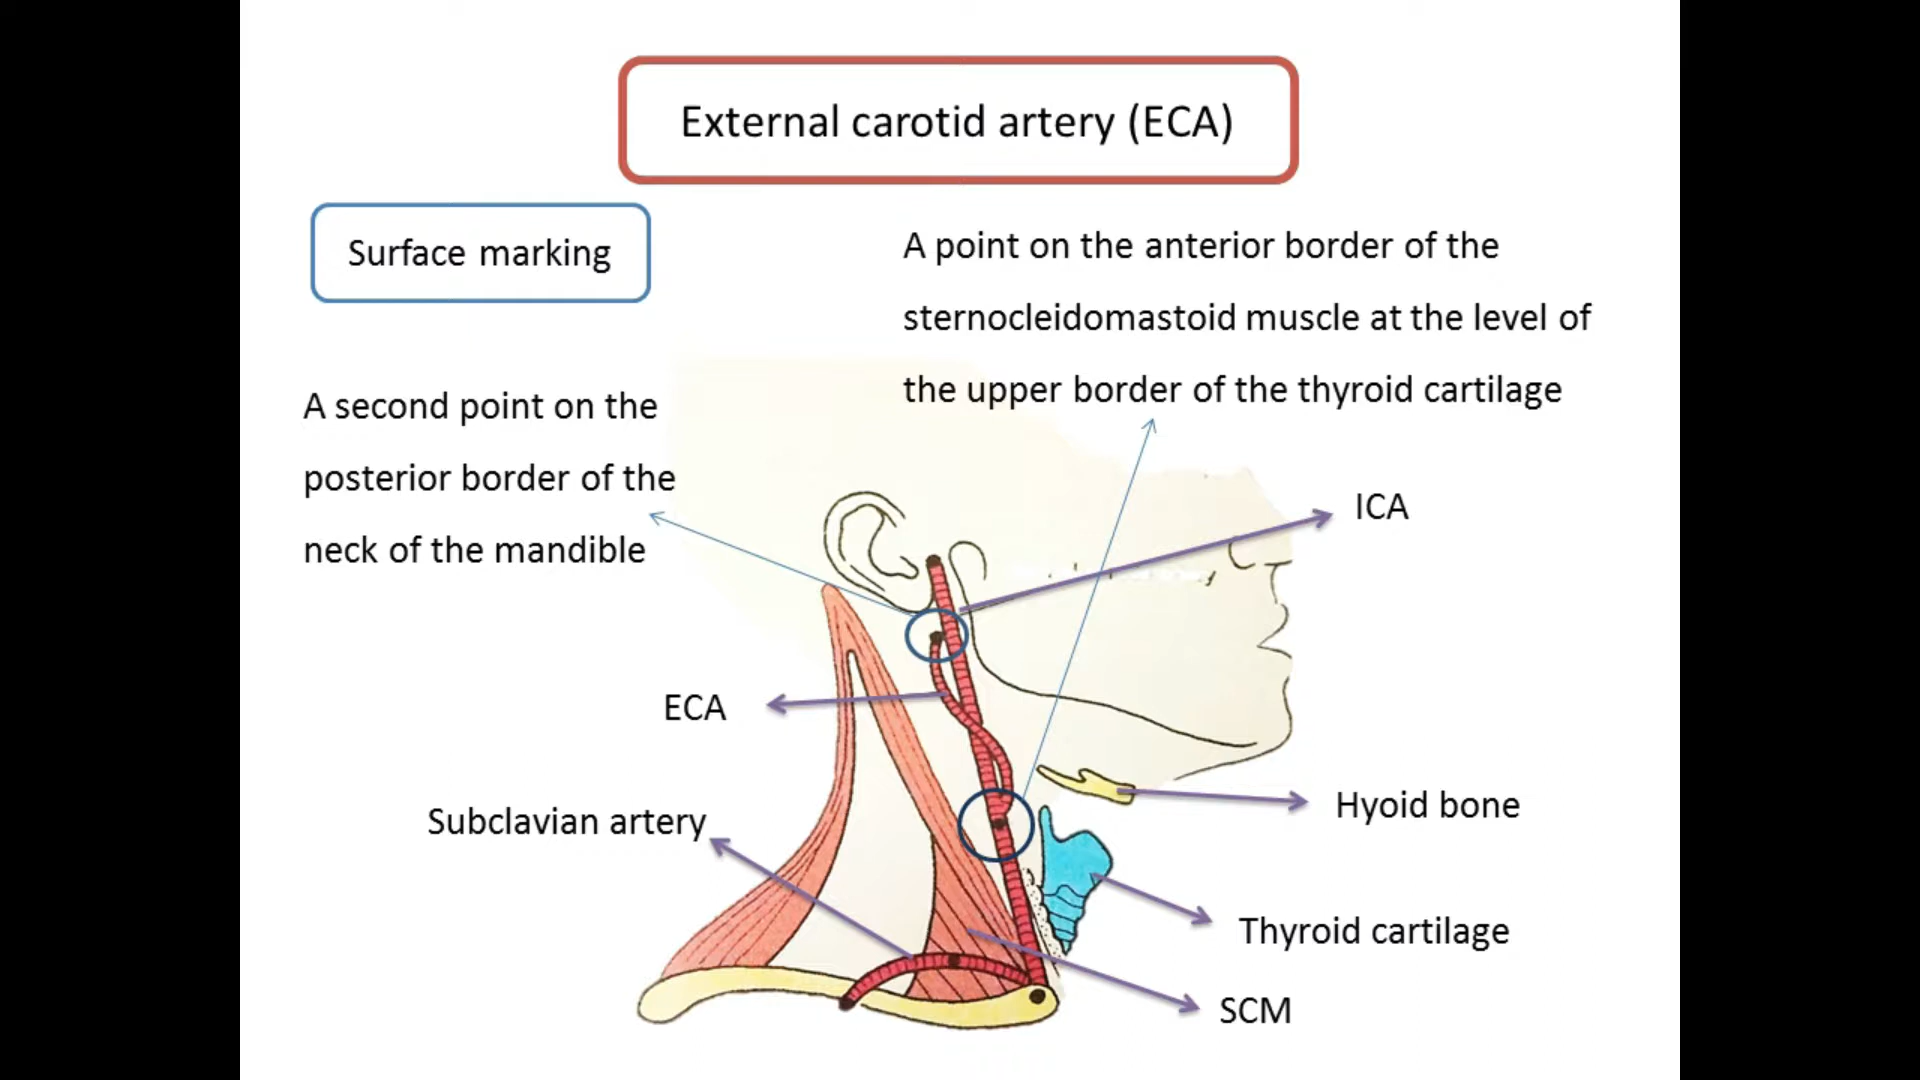 External carotid artery (ECA)
Surface marking
A point on the anterior border of the
sternocleidomastoid muscle at the level of
the upper border of the thyroid cartilage
A second point on the
posterior border of the
neck of the mandible
ICA
ECA
Hyoid bone
Subclavian artery
Thyroid cartilage
SCM